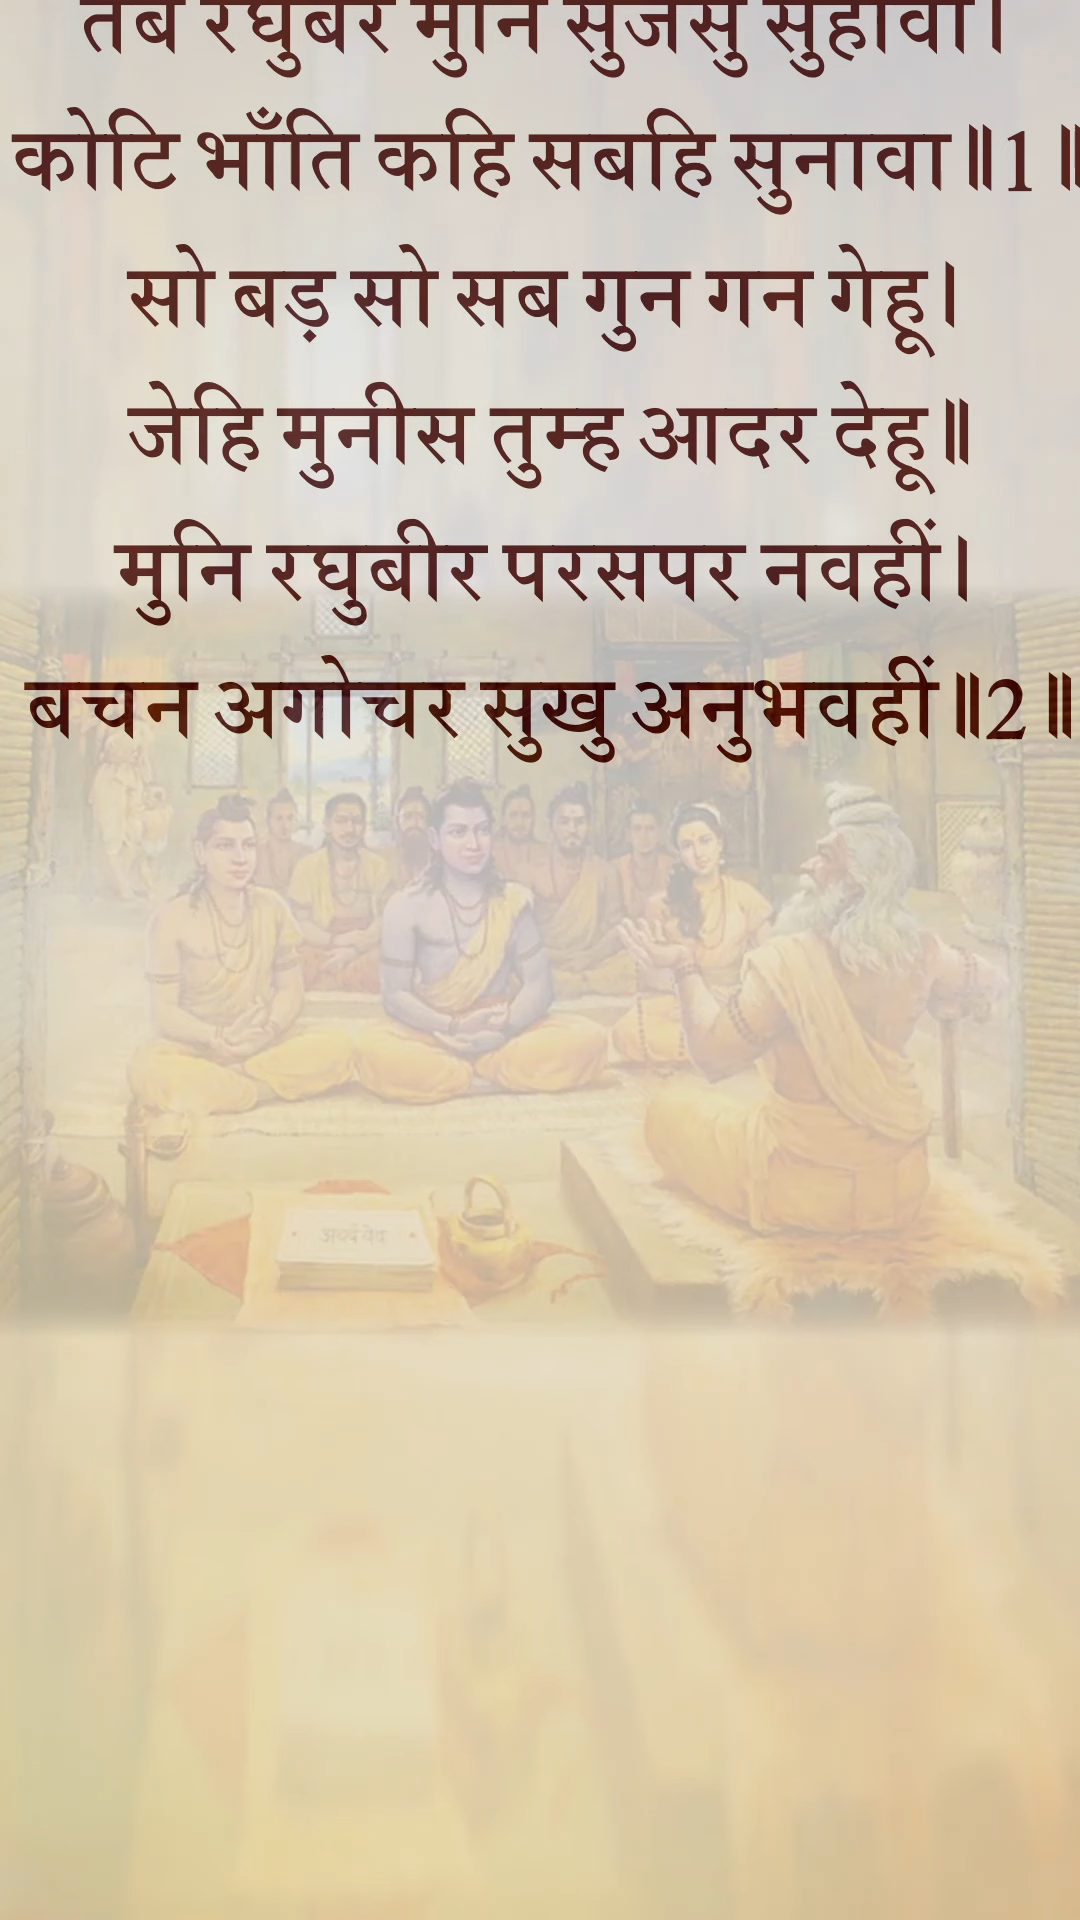 तब रघुबर मुनि सुजसु सुहावा।
कोटि भाँति कहि सबहि सुनावा॥1॥
सो बड़ सो सब गुन गन गेहू।
जेहि मुनीस तुम्ह आदर देहू॥
मुनि रघुबीर परसपर नवहीं।
बचन अगोचर सुखु अनुभवहीं॥2॥